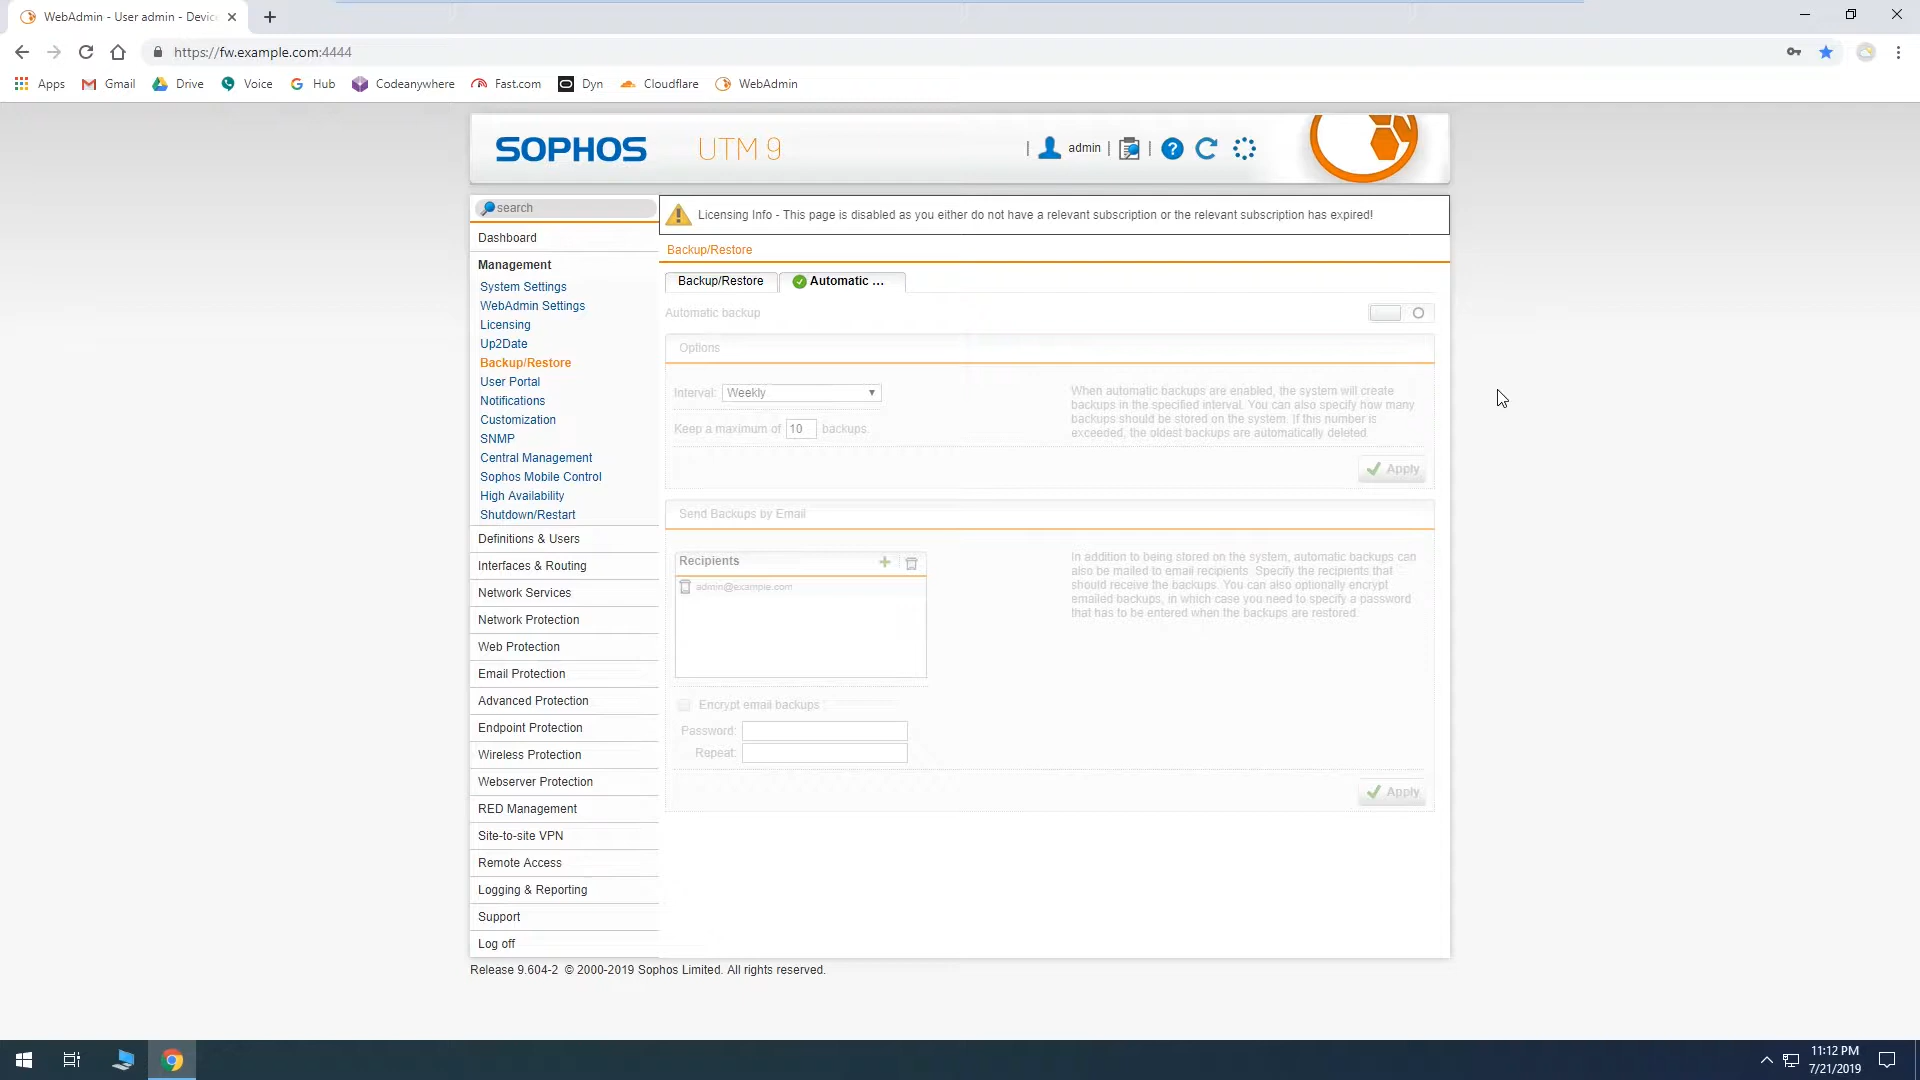 WebAdmin - User admin - Devic
https://fw.example.com:4444
Apps Gmail Drive Voice Hub Codeanywhere Fast.com Dyn Cloudflare WebAdmin
SOPHOS UTM 9 | admin | | ?
search
Licensing Info - This page is disabled as you either do not have a relevant subscription or the relevant subscription has expired!
Dashboard
Management
System Settings
WebAdmin Settings
Licensing
Up2Date
Backup/Restore
User Portal
Notifications
Customization
SNMP
Central Management
Sophos Mobile Control
High Availability
Shutdown/Restart
Definitions & Users
Interfaces & Routing
Network Services
Network Protection
Web Protection
Email Protection
Advanced Protection
Endpoint Protection
Wireless Protection
Webserver Protection
RED Management
Site-to-site VPN
Remote Access
Logging & Reporting
Support
Log off
Backup/Restore
Backup/Restore Automatic ...
Automatic backup
Options
Interval: Weekly
Keep a maximum of 10 backups.
When automatic backups are enabled, the system will create
backups in the specified interval. You can also specify how many
backups should be stored on the system. If this number is
exceeded, the oldest backups are automatically deleted.
Apply
Send Backups by Email
Recipients
admin@example.com
In addition to being stored on the system, automatic backups can
also be mailed to email recipients. Specify the recipients that
should receive the backups. You can also optionally encrypt
emailed backups, in which case you need to specify a password
that has to be entered when the backups are restored.
Encrypt email backups
Password:
Repeat:
Apply
Release 9.604-2 © 2000-2019 Sophos Limited. All rights reserved.
11:12 PM
7/21/2019